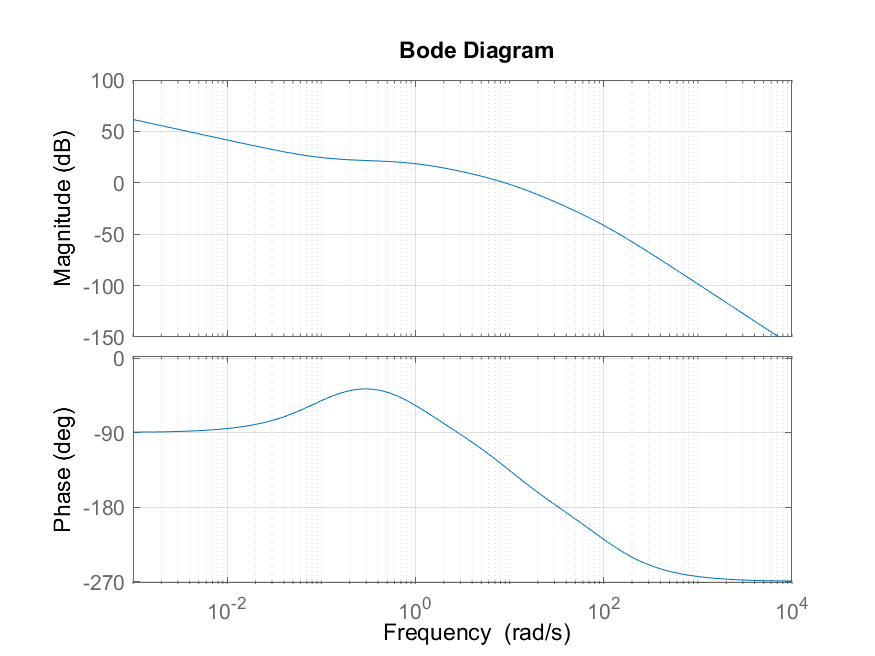 Bode Diagram
Magnitude (dB)
100
50
0
-50
-100
-150
Phase (deg)
0
-90
-180
-270
10^-2 10^0 10^2 10^4
Frequency (rad/s)